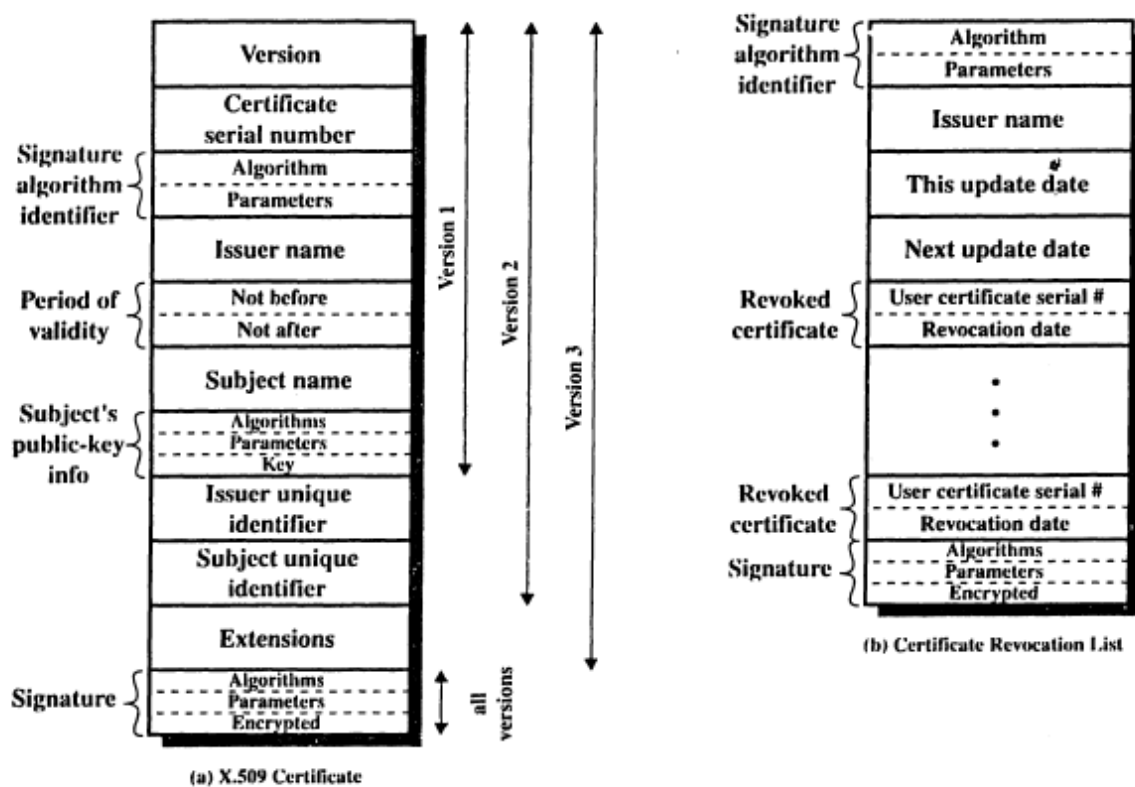 Version
Certificate
serial number
Signature
algorithm
identifier
Algorithm
Parameters
Issuer name
Period of
validity
Not before
Not after
Subject name
Subject's
public-key
info
Algorithms
Parameters
Key
Issuer unique
identifier
Subject unique
identifier
Extensions
Signature
Algorithms
Parameters
Encrypted
Version 1
Version 2
Version 3
all
versions
(a) X.509 Certificate
Signature
algorithm
identifier
Algorithm
Parameters
Issuer name
This update date
Next update date
Revoked
certificate
User certificate serial #
Revocation date
Revoked
certificate
User certificate serial #
Revocation date
Signature
Algorithms
Parameters
Encrypted
(b) Certificate Revocation List